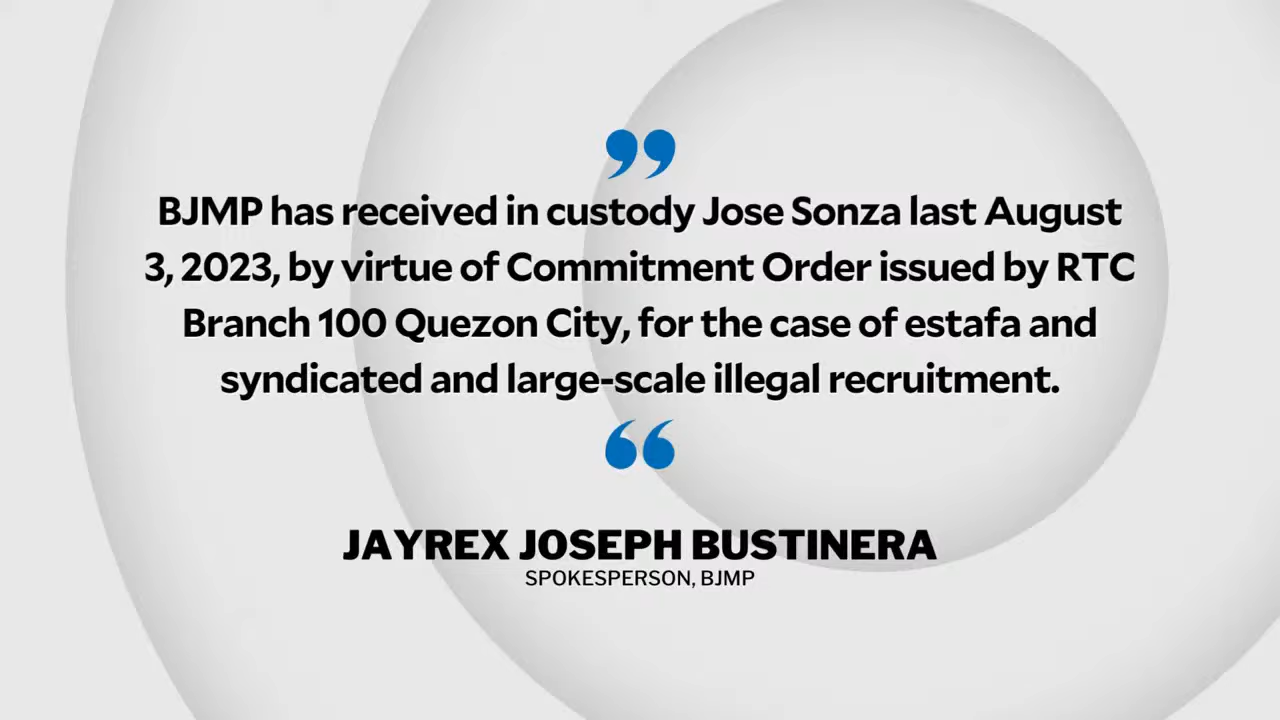 ”
BJMP has received in custody Jose Sonza last August
3, 2023, by virtue of Commitment Order issued by RTC
Branch 100 Quezon City, for the case of estafa and
syndicated and large-scale illegal recruitment.
“
JAYREX JOSEPH BUSTINERA
SPOKESPERSON, BJMP